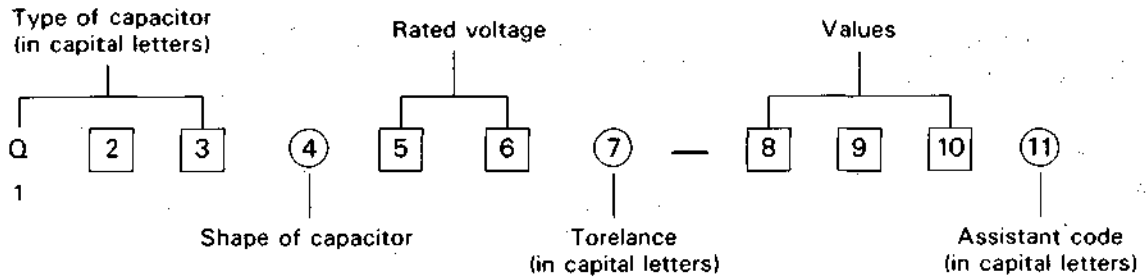 Type of capacitor
(in capital letters)
Rated voltage
Values
Q 2 3 4 5 6 7 — 8 9 10 11
1
Shape of capacitor
Torelance
(in capital letters)
Assistant code
(in capital letters)